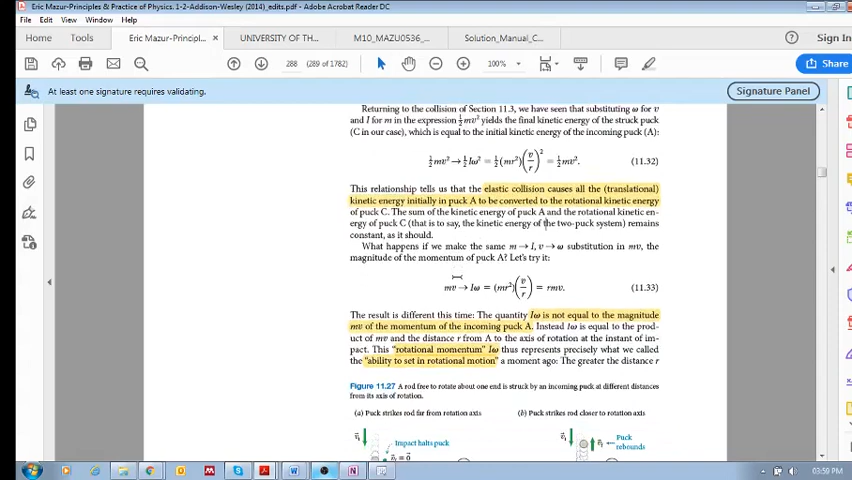 Eric Mazur-Principles & Practice of Physics. 1-2-Addison-Wesley (2014)_edits.pdf - Adobe Acrobat Reader DC
File Edit View Window Help
Home Tools Eric Mazur-Principl... × UNIVERSITY OF TH... M10_MAZU0536_... Solution_Manual_C... Sign In
288 (289 of 1782) 100% Share
At least one signature requires validating. Signature Panel
Returning to the collision of Section 11.3, we have seen that substituting ω for v
and I for m in the expression ½mv² yields the final kinetic energy of the struck puck
(C in our case), which is equal to the initial kinetic energy of the incoming puck (A):
½mv² → ½Iω² = ½(mr²)(v/r)² = ½mv². (11.32)
This relationship tells us that the elastic collision causes all the (translational)
kinetic energy initially in puck A to be converted to the rotational kinetic energy
of puck C. The sum of the kinetic energy of puck A and the rotational kinetic en-
ergy of puck C (that is to say, the kinetic energy of the two-puck system) remains
constant, as it should.
What happens if we make the same m → I, v → ω substitution in mv, the
magnitude of the momentum of puck A? Let's try it:
mv → Iω = (mr²)(v/r) = rmv. (11.33)
The result is different this time: The quantity Iω is not equal to the magnitude
mv of the momentum of the incoming puck A. Instead Iω is equal to the prod-
uct of mv and the distance r from A to the axis of rotation at the instant of im-
pact. This "rotational momentum" Iω thus represents precisely what we called
the "ability to set in rotational motion" a moment ago: The greater the distance r
Figure 11.27 A rod free to rotate about one end is struck by an incoming puck at different distances
from its axis of rotation.
(a) Puck strikes rod far from rotation axis (b) Puck strikes rod closer to rotation axis
Impact halts puck
Puck
rebounds
03:59 PM